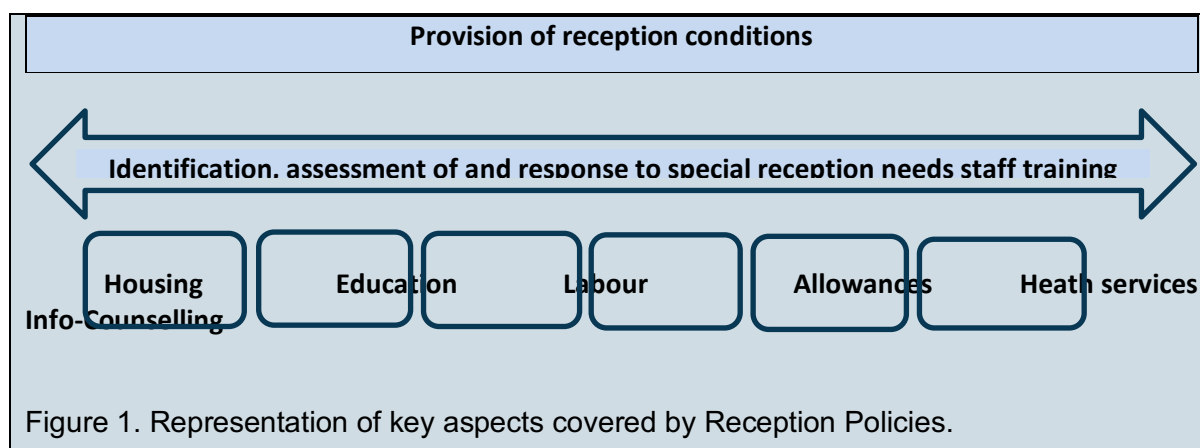 Provision of reception conditions
Identification, assessment of and response to special reception needs staff training
Housing Education Labour Allowances Heath services
Info-Counselling
Figure 1. Representation of key aspects covered by Reception Policies.